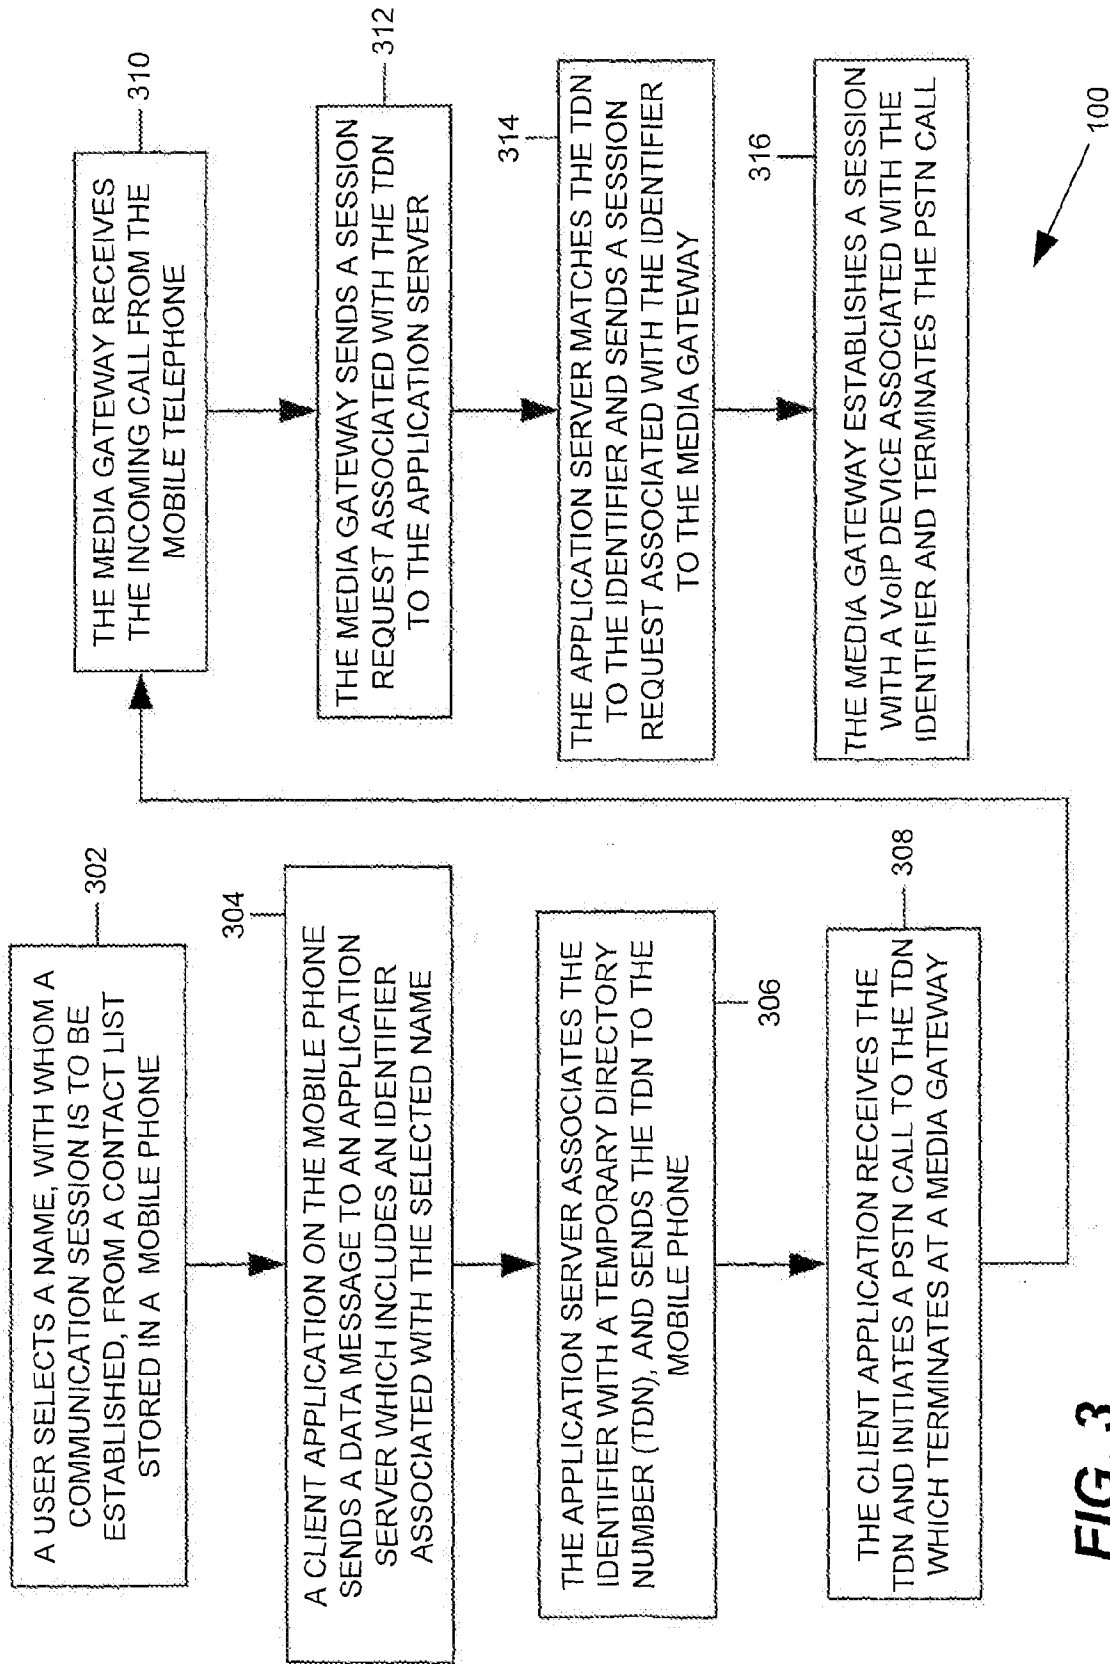 A USER SELECTS A NAME, WITH WHOM A
COMMUNICATION SESSION IS TO BE
ESTABLISHED, FROM A CONTACT LIST
STORED IN A MOBILE PHONE
302
A CLIENT APPLICATION ON THE MOBILE PHONE
SENDS A DATA MESSAGE TO AN APPLICATION
SERVER WHICH INCLUDES AN IDENTIFIER
ASSOCIATED WITH THE SELECTED NAME
304
THE APPLICATION SERVER ASSOCIATES THE
IDENTIFIER WITH A TEMPORARY DIRECTORY
NUMBER (TDN), AND SENDS THE TDN TO THE
MOBILE PHONE
306
THE CLIENT APPLICATION RECEIVES THE
TDN AND INITIATES A PSTN CALL TO THE TDN
WHICH TERMINATES AT A MEDIA GATEWAY
308
THE MEDIA GATEWAY RECEIVES
THE INCOMING CALL FROM THE
MOBILE TELEPHONE
310
THE MEDIA GATEWAY SENDS A SESSION
REQUEST ASSOCIATED WITH THE TDN
TO THE APPLICATION SERVER
312
THE APPLICATION SERVER MATCHES THE TDN
TO THE IDENTIFIER AND SENDS A SESSION
REQUEST ASSOCIATED WITH THE IDENTIFIER
TO THE MEDIA GATEWAY
314
THE MEDIA GATEWAY ESTABLISHES A SESSION
WITH A VoIP DEVICE ASSOCIATED WITH THE
IDENTIFIER AND TERMINATES THE PSTN CALL
316
100
FIG. 3